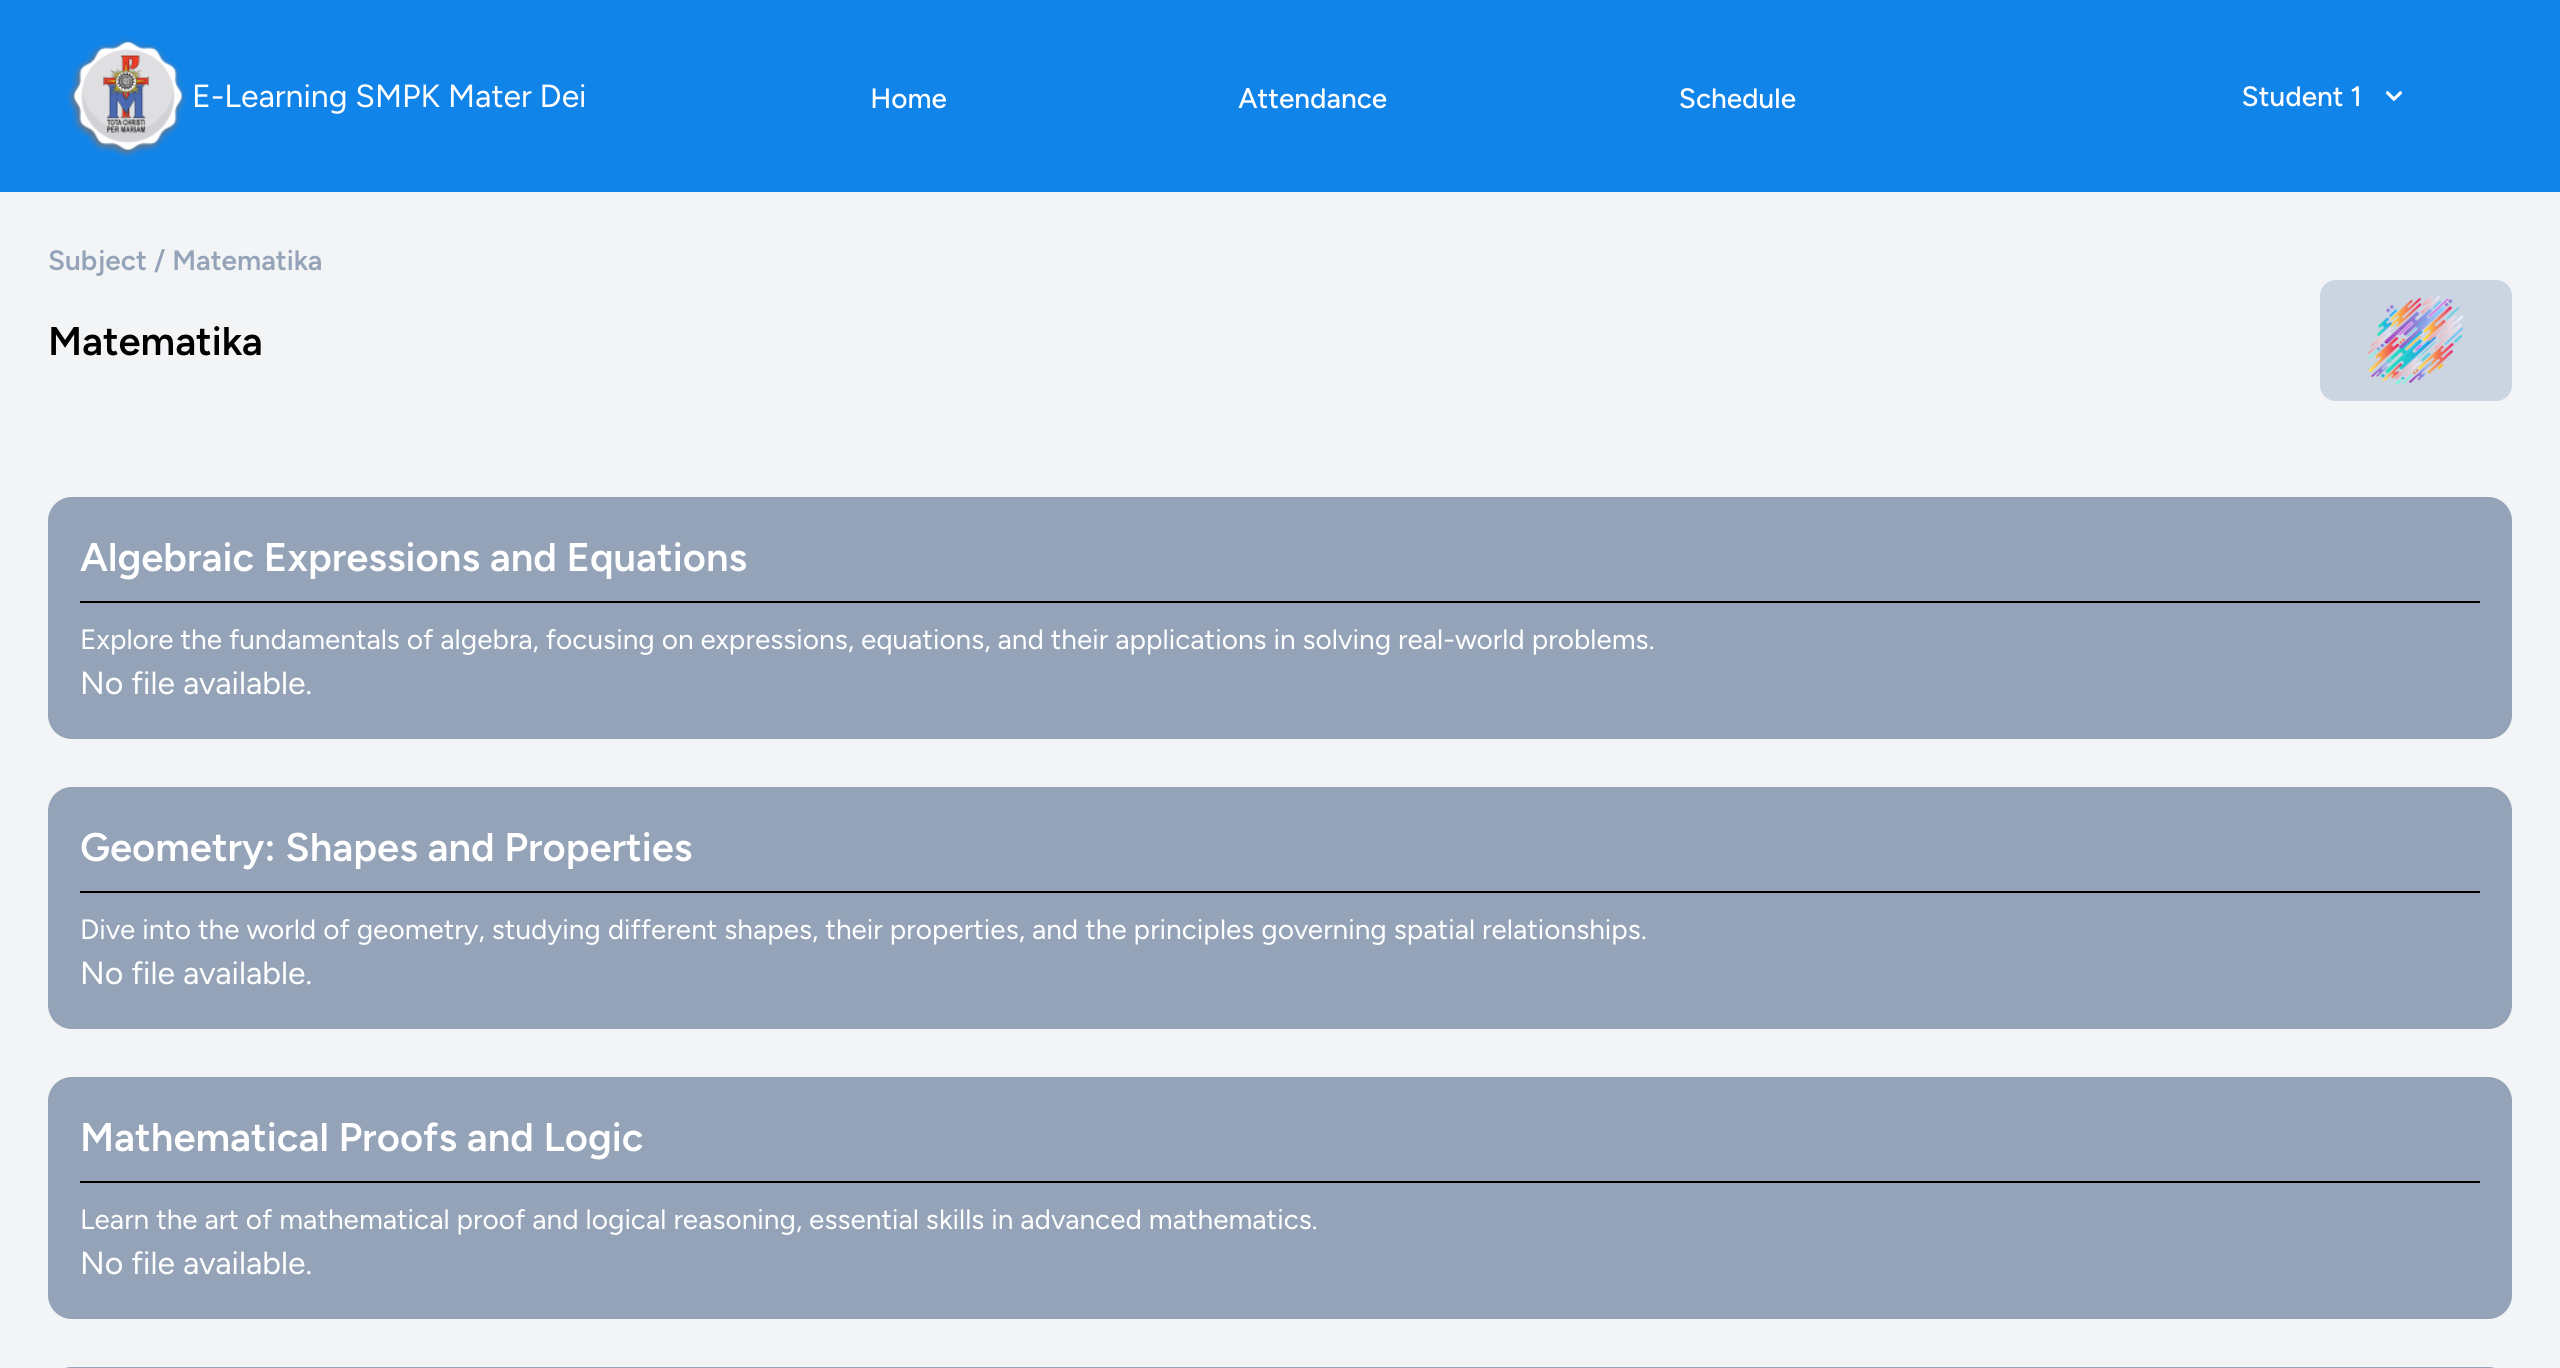 P
M
TOTA CHRISTI
PER MARIAM
E-Learning SMPK Mater Dei
Home
Attendance
Schedule
Student 1
Subject / Matematika
Matematika
Algebraic Expressions and Equations
Explore the fundamentals of algebra, focusing on expressions, equations, and their applications in solving real-world problems.
No file available.
Geometry: Shapes and Properties
Dive into the world of geometry, studying different shapes, their properties, and the principles governing spatial relationships.
No file available.
Mathematical Proofs and Logic
Learn the art of mathematical proof and logical reasoning, essential skills in advanced mathematics.
No file available.